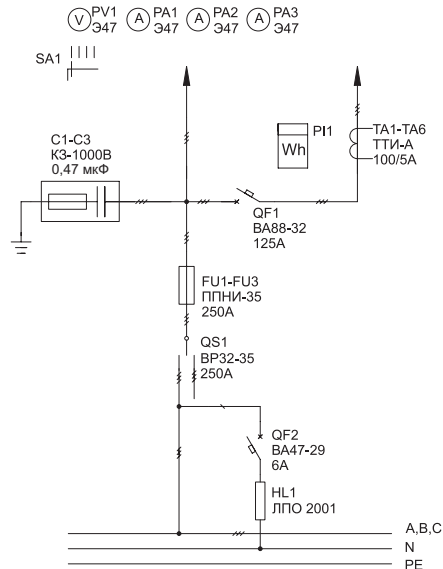 V PV1 A PA1 A PA2 A PA3
Э47 Э47 Э47 Э47
SA1
C1-C3
КЗ-1000В
0,47 мкФ
PI1
Wh
TA1-TA6
ТТИ-А
100/5А
QF1
ВА88-32
125А
FU1-FU3
ППНИ-35
250А
QS1
ВР32-35
250А
QF2
ВА47-29
6А
HL1
ЛПО 2001
A,B,C
N
PE